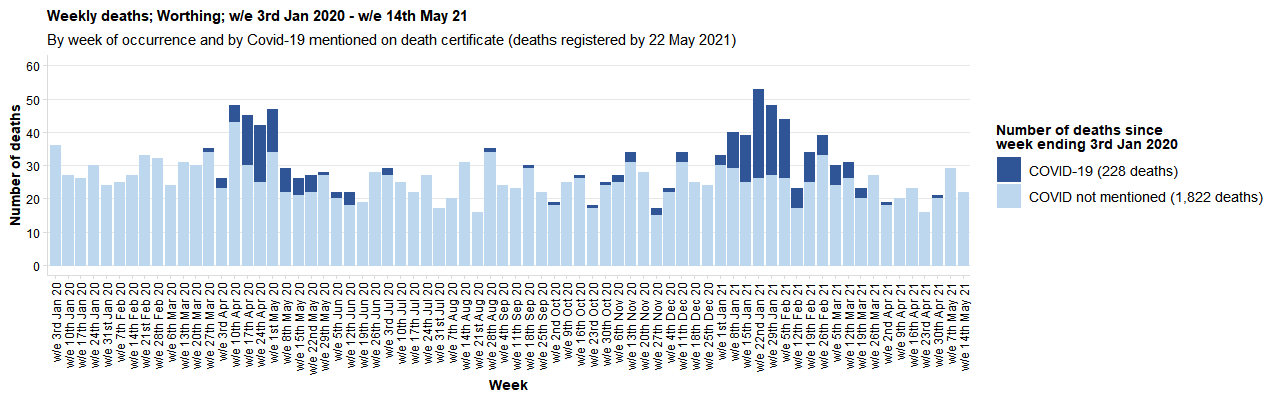 Weekly deaths; Worthing; w/e 3rd Jan 2020 - w/e 14th May 21
By week of occurrence and by Covid-19 mentioned on death certificate (deaths registered by 22 May 2021)
Number of deaths
60
50
40
30
20
10
0
w/e 3rd Jan 20
w/e 10th Jan 20
w/e 17th Jan 20
w/e 24th Jan 20
w/e 31st Jan 20
w/e 7th Feb 20
w/e 14th Feb 20
w/e 21st Feb 20
w/e 28th Feb 20
w/e 6th Mar 20
w/e 13th Mar 20
w/e 20th Mar 20
w/e 27th Mar 20
w/e 3rd Apr 20
w/e 10th Apr 20
w/e 17th Apr 20
w/e 24th Apr 20
w/e 1st May 20
w/e 8th May 20
w/e 15th May 20
w/e 22nd May 20
w/e 29th May 20
w/e 5th Jun 20
w/e 12th Jun 20
w/e 19th Jun 20
w/e 26th Jun 20
w/e 3rd Jul 20
w/e 10th Jul 20
w/e 17th Jul 20
w/e 24th Jul 20
w/e 31st Jul 20
w/e 7th Aug 20
w/e 14th Aug 20
w/e 21st Aug 20
w/e 28th Aug 20
w/e 4th Sep 20
w/e 11th Sep 20
w/e 18th Sep 20
w/e 25th Sep 20
w/e 2nd Oct 20
w/e 9th Oct 20
w/e 16th Oct 20
w/e 23rd Oct 20
w/e 30th Oct 20
w/e 6th Nov 20
w/e 13th Nov 20
w/e 20th Nov 20
w/e 27th Nov 20
w/e 4th Dec 20
w/e 11th Dec 20
w/e 18th Dec 20
w/e 25th Dec 20
w/e 1st Jan 21
w/e 8th Jan 21
w/e 15th Jan 21
w/e 22nd Jan 21
w/e 29th Jan 21
w/e 5th Feb 21
w/e 12th Feb 21
w/e 19th Feb 21
w/e 26th Feb 21
w/e 5th Mar 21
w/e 12th Mar 21
w/e 19th Mar 21
w/e 26th Mar 21
w/e 2nd Apr 21
w/e 9th Apr 21
w/e 16th Apr 21
w/e 23rd Apr 21
w/e 30th Apr 21
w/e 7th May 21
w/e 14th May 21
Week
Number of deaths since
week ending 3rd Jan 2020
COVID-19 (228 deaths)
COVID not mentioned (1,822 deaths)